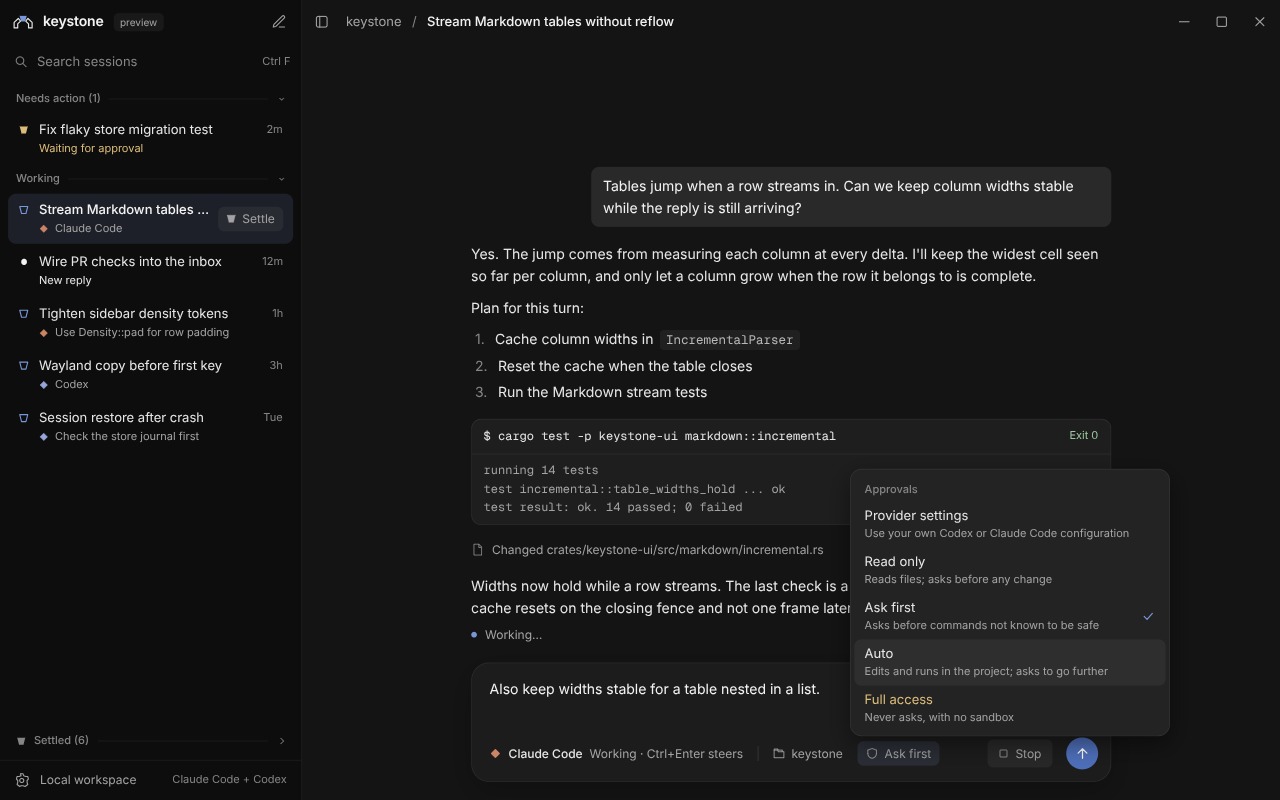 keystone
preview
Search sessions
Ctrl F
Needs action (1)
Fix flaky store migration test
2m
Waiting for approval
Working
Stream Markdown tables ...
Claude Code
Settle
Wire PR checks into the inbox
12m
New reply
Tighten sidebar density tokens
1h
Use Density::pad for row padding
Wayland copy before first key
3h
Codex
Session restore after crash
Tue
Check the store journal first
Settled (6)
Local workspace
Claude Code + Codex
keystone / Stream Markdown tables without reflow
Tables jump when a row streams in. Can we keep column widths stable
while the reply is still arriving?
Yes. The jump comes from measuring each column at every delta. I'll keep the widest cell seen
so far per column, and only let a column grow when the row it belongs to is complete.
Plan for this turn:
1. Cache column widths in IncrementalParser
2. Reset the cache when the table closes
3. Run the Markdown stream tests
$ cargo test -p keystone-ui markdown::incremental
Exit 0
running 14 tests
test incremental::table_widths_hold ... ok
test result: ok. 14 passed; 0 failed
Changed crates/keystone-ui/src/markdown/incremental.rs
Widths now hold while a row streams. The last check is a
cache resets on the closing fence and not one frame later
Working...
Approvals
Provider settings
Use your own Codex or Claude Code configuration
Read only
Reads files; asks before any change
Ask first
Asks before commands not known to be safe
Auto
Edits and runs in the project; asks to go further
Full access
Never asks, with no sandbox
Also keep widths stable for a table nested in a list.
Claude Code Working · Ctrl+Enter steers
keystone
Ask first
Stop